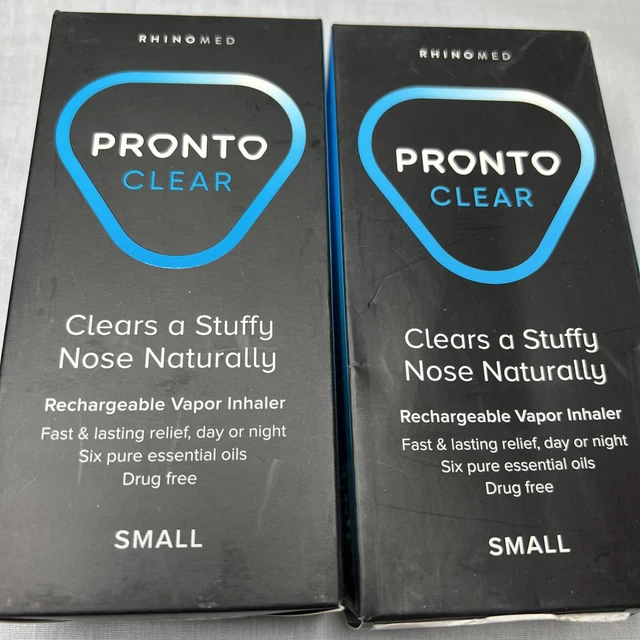 RHINOMED
PRONTO
CLEAR
Clears a Stuffy
Nose Naturally
Rechargeable Vapor Inhaler
Fast & lasting relief, day or night
Six pure essential oils
Drug free
SMALL
RHINOMED
PRONTO
CLEAR
Clears a Stuffy
Nose Naturally
Rechargeable Vapor Inhaler
Fast & lasting relief, day or night
Six pure essential oils
Drug free
SMALL